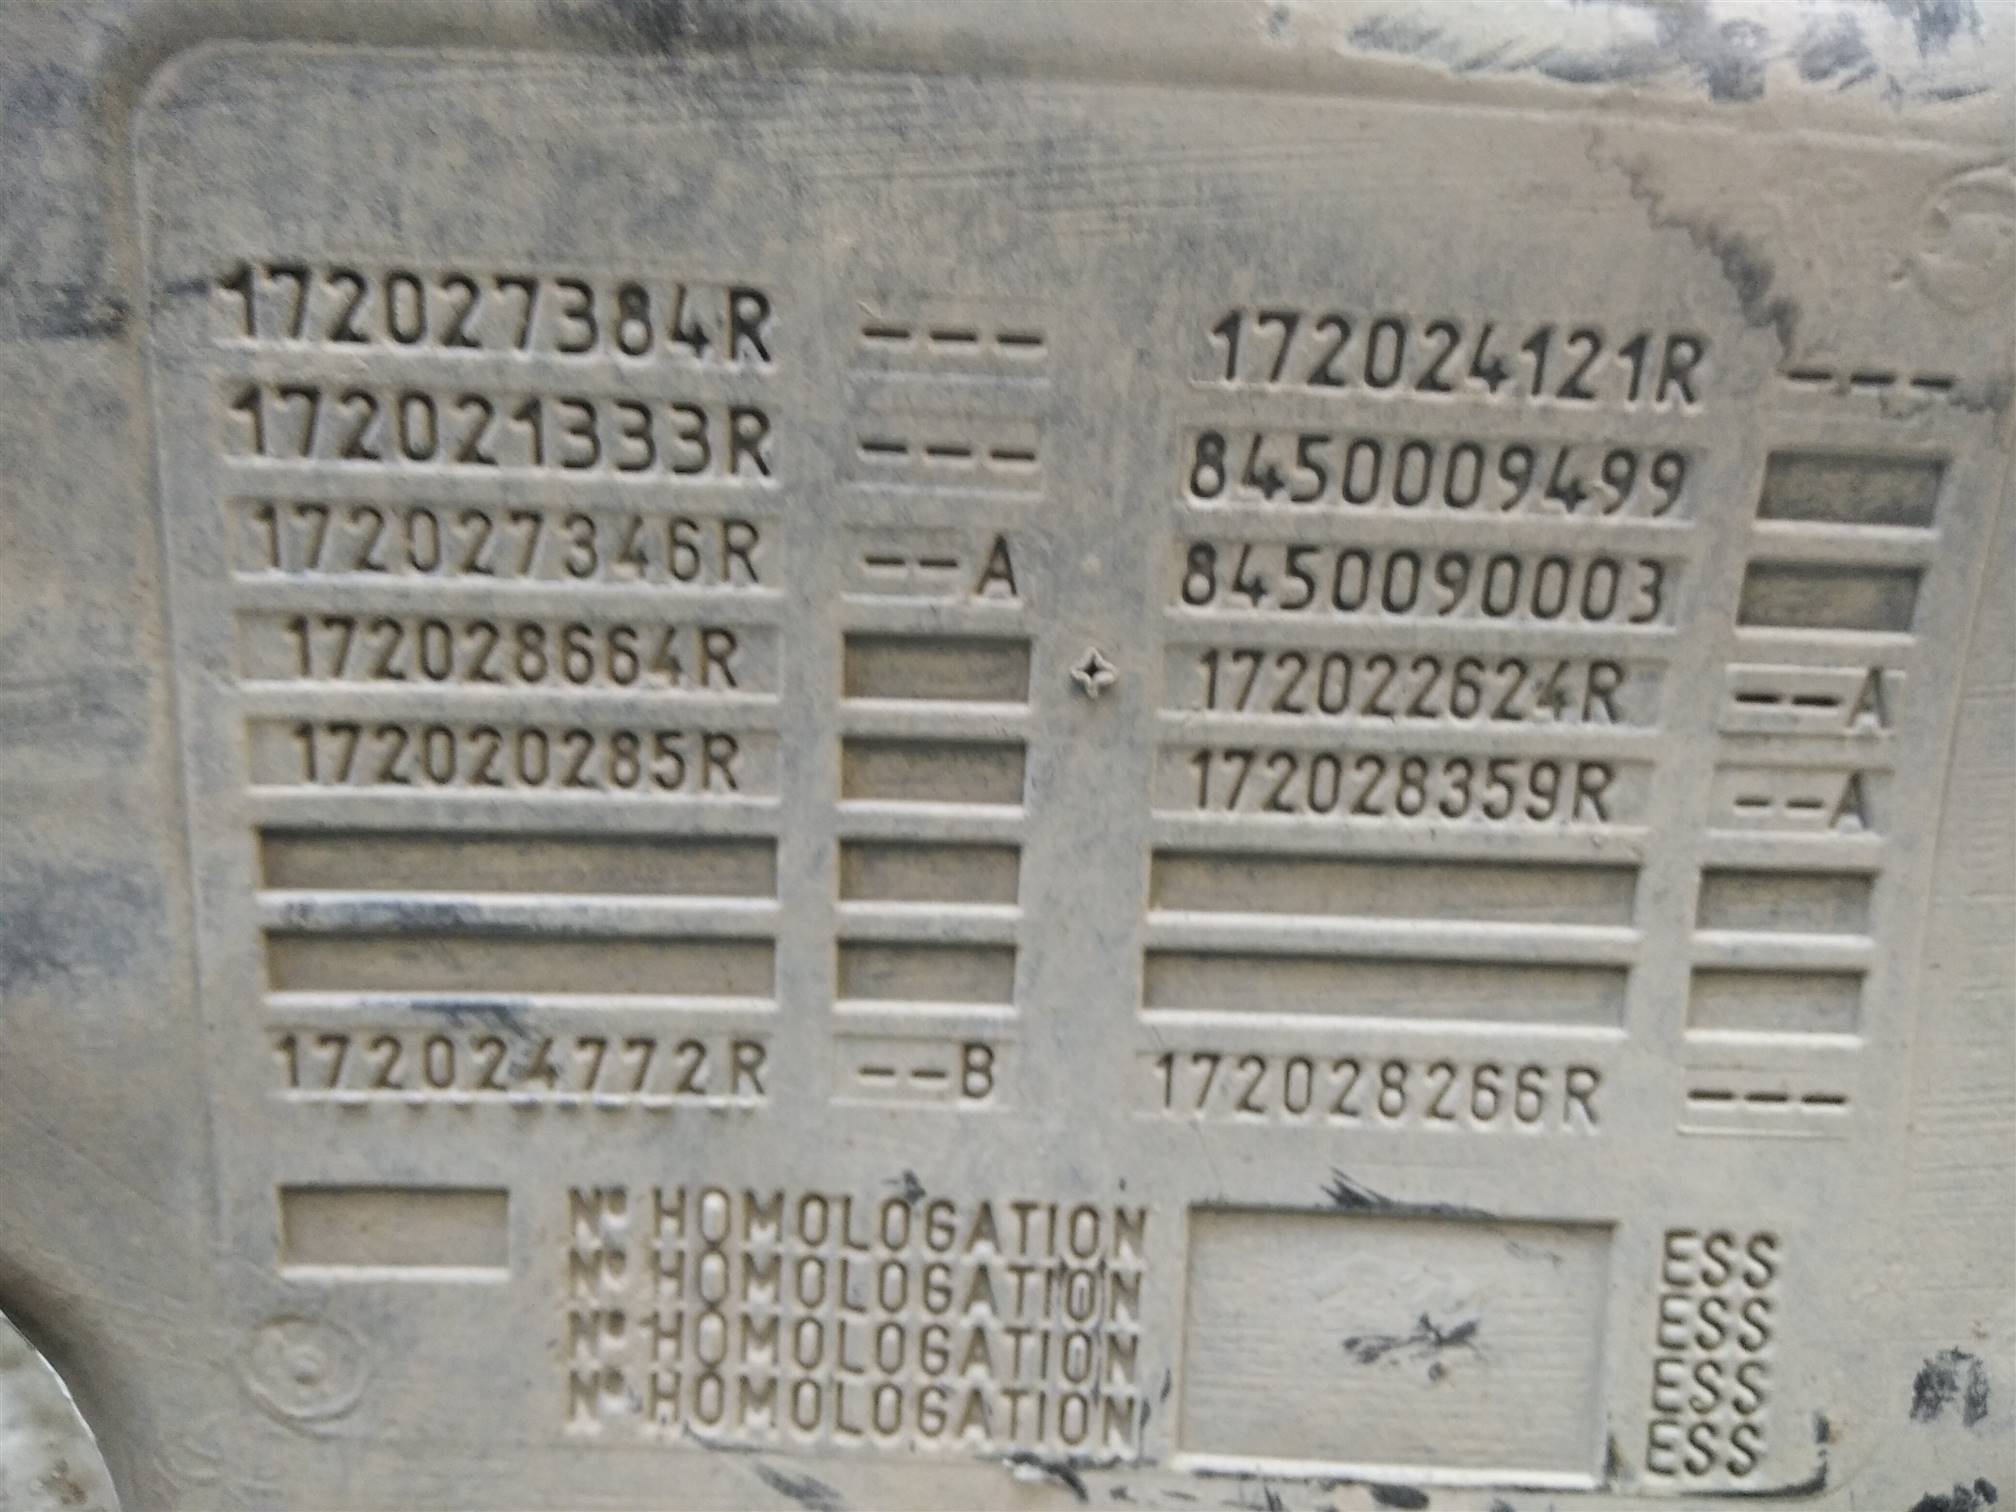 172027384R --- 172024121R ---
172021333R --- 8450009499
172027346R --A 8450090003
172028664R 172022624R --A
172020285R 172028359R --A
172024772R --B 172028266R ---
Nº HOMOLOGATION ESS
Nº HOMOLOGATION ESS
Nº HOMOLOGATION ESS
Nº HOMOLOGATION ESS